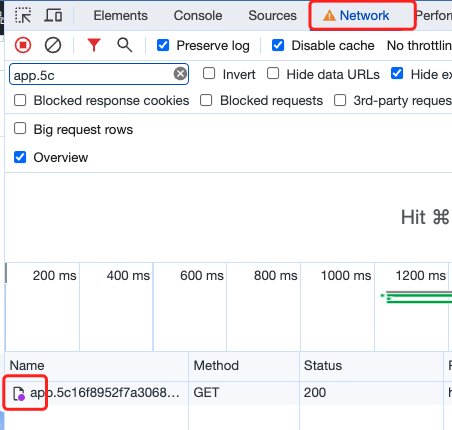 Elements Console Sources Network Perfor
Preserve log Disable cache No throttlin
app.5c Invert Hide data URLs Hide ex
Blocked response cookies Blocked requests 3rd-party reques
Big request rows
Overview
Hit ⌘
200 ms 400 ms 600 ms 800 ms 1000 ms 1200 ms
Name Method Status
app.5c16f8952f7a3068… GET 200